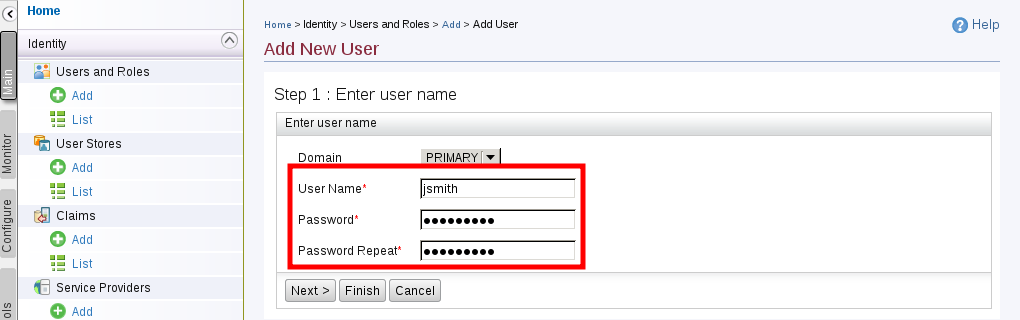 Home
Identity
Users and Roles
Add
List
User Stores
Add
List
Claims
Add
List
Service Providers
Add
Main
Monitor
Configure
ols
Home > Identity > Users and Roles > Add > Add User
Help
Add New User
Step 1 : Enter user name
Enter user name
Domain PRIMARY
User Name* jsmith
Password* ●●●●●●●●●
Password Repeat* ●●●●●●●●●
Next > Finish Cancel